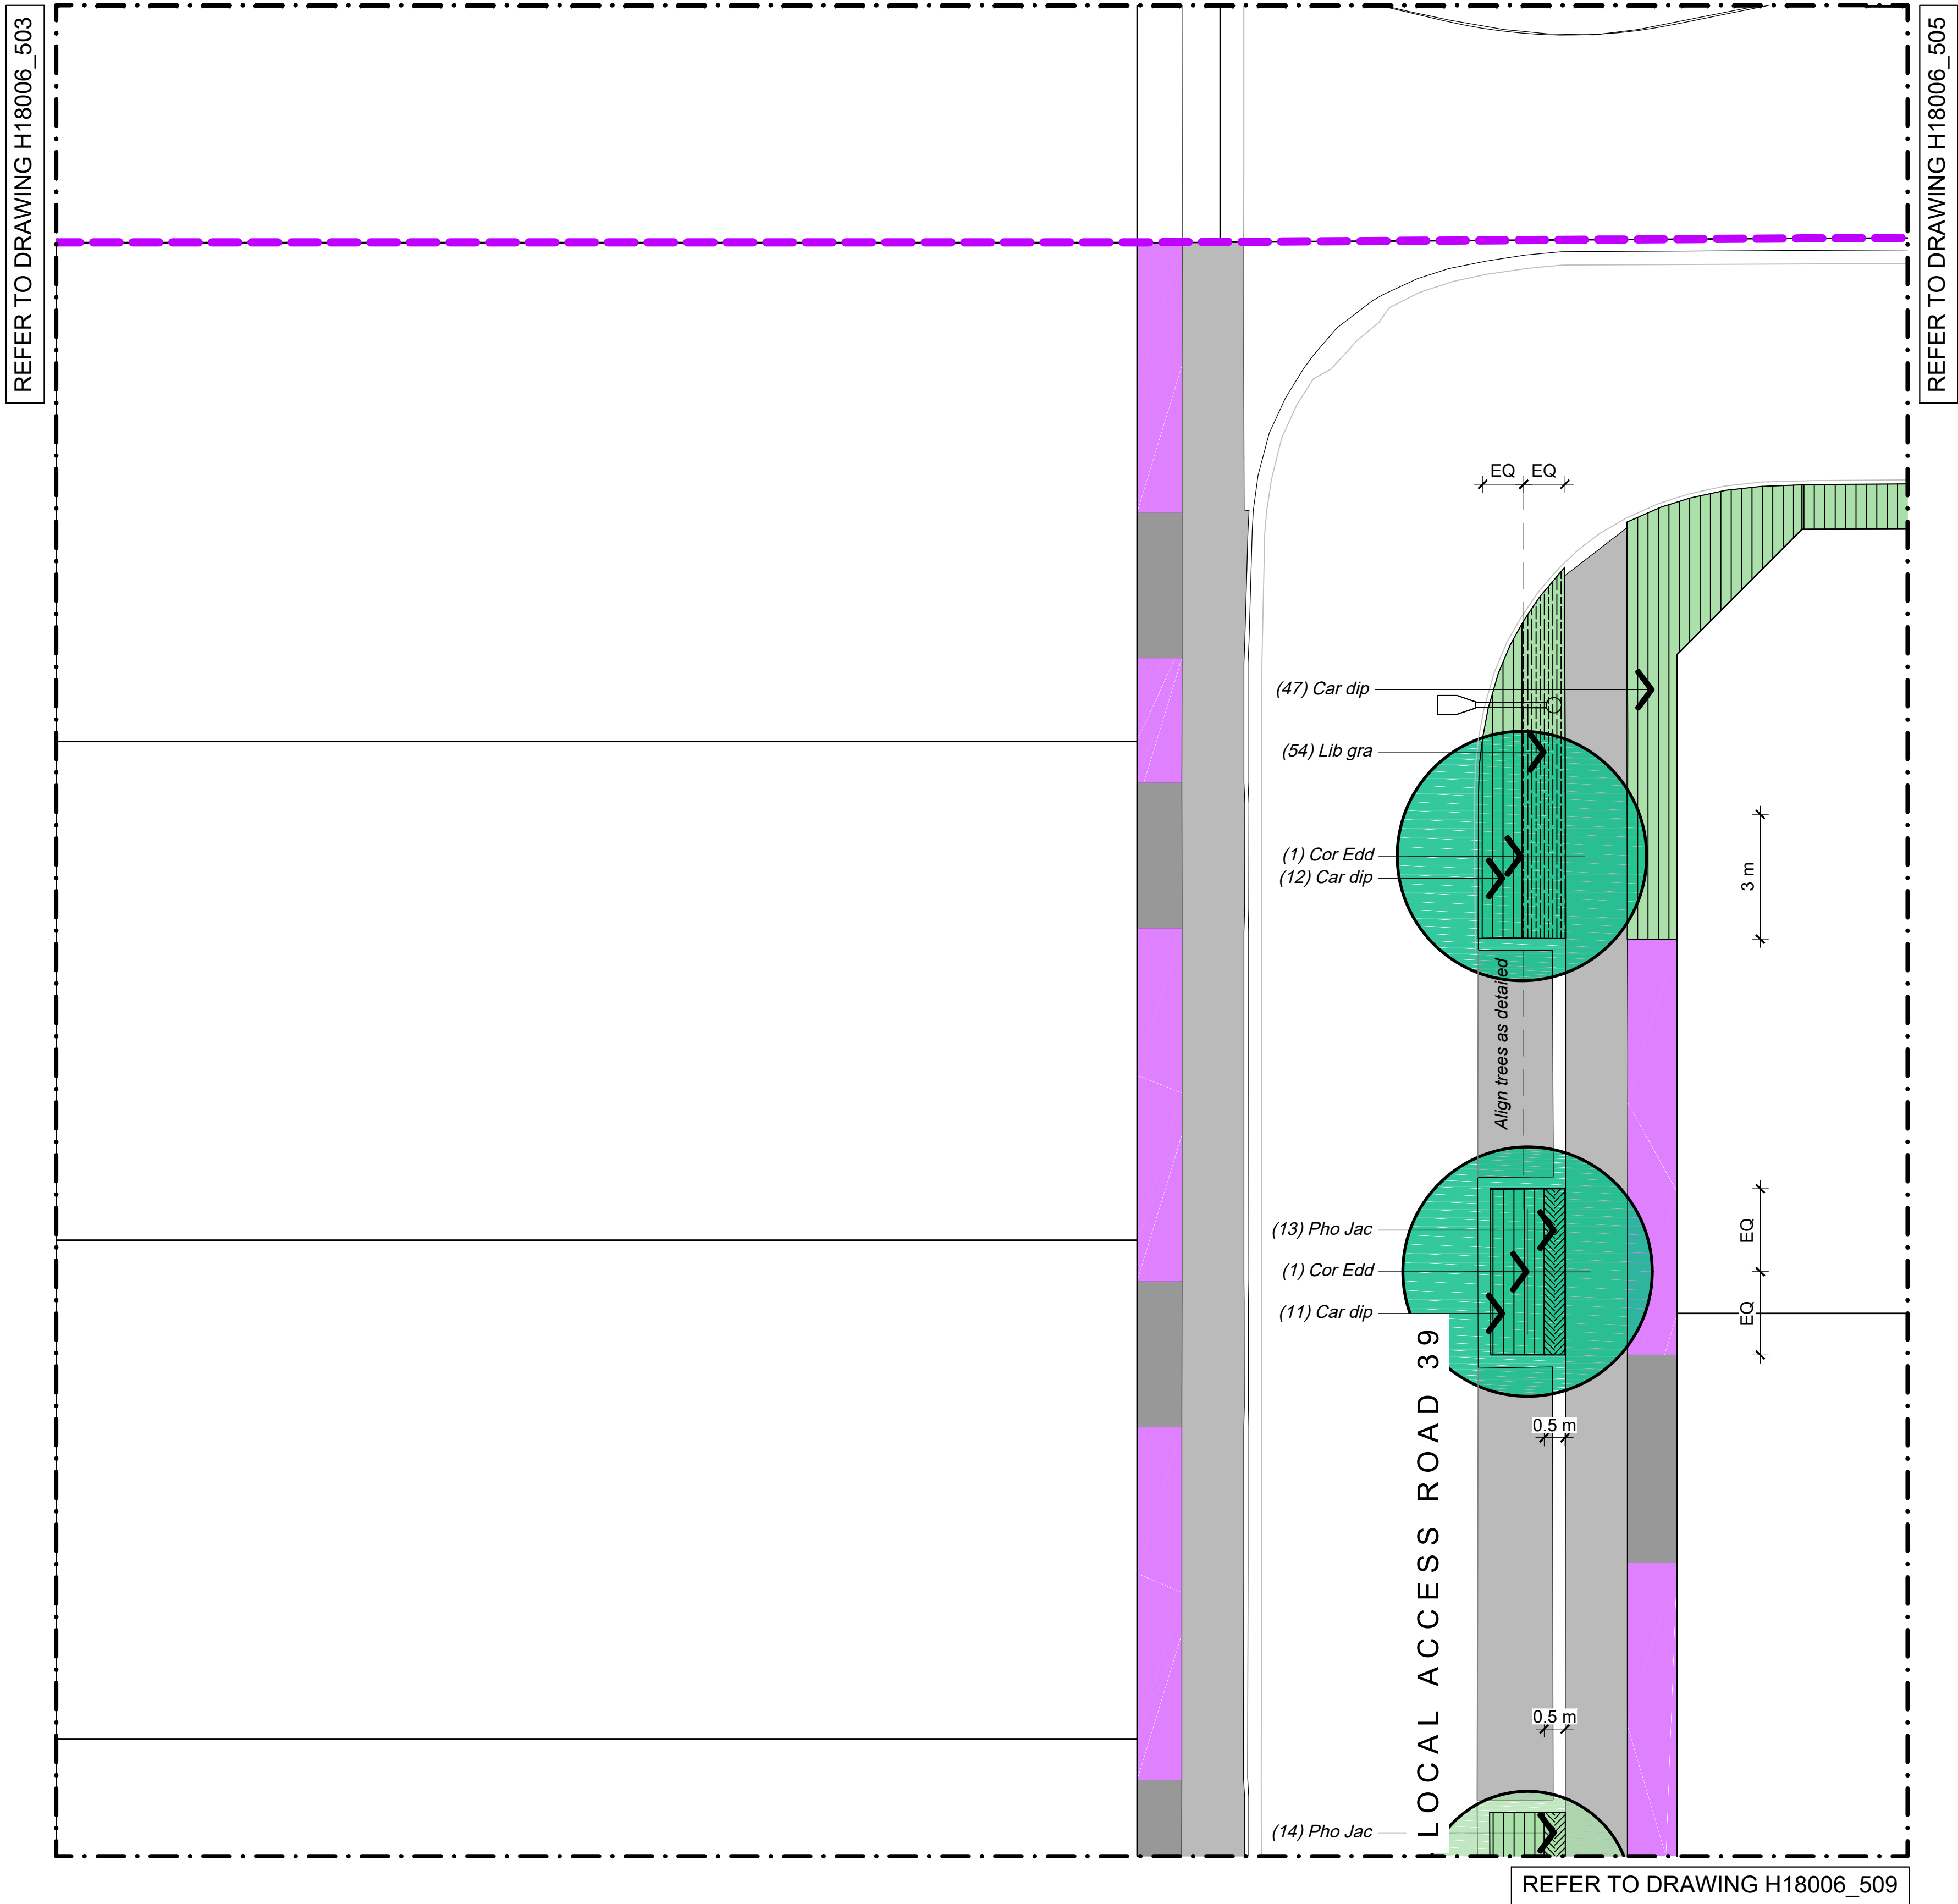 REFER TO DRAWING H18006_503
REFER TO DRAWING H18006_505
EQ EQ
(47) Car dip
(54) Lib gra
(1) Cor Edd
(12) Car dip
3 m
Align trees as detailed
(13) Pho Jac
(1) Cor Edd
(11) Car dip
EQ
EQ
LOCAL ACCESS ROAD 39
0.5 m
0.5 m
(14) Pho Jac
REFER TO DRAWING H18006_509